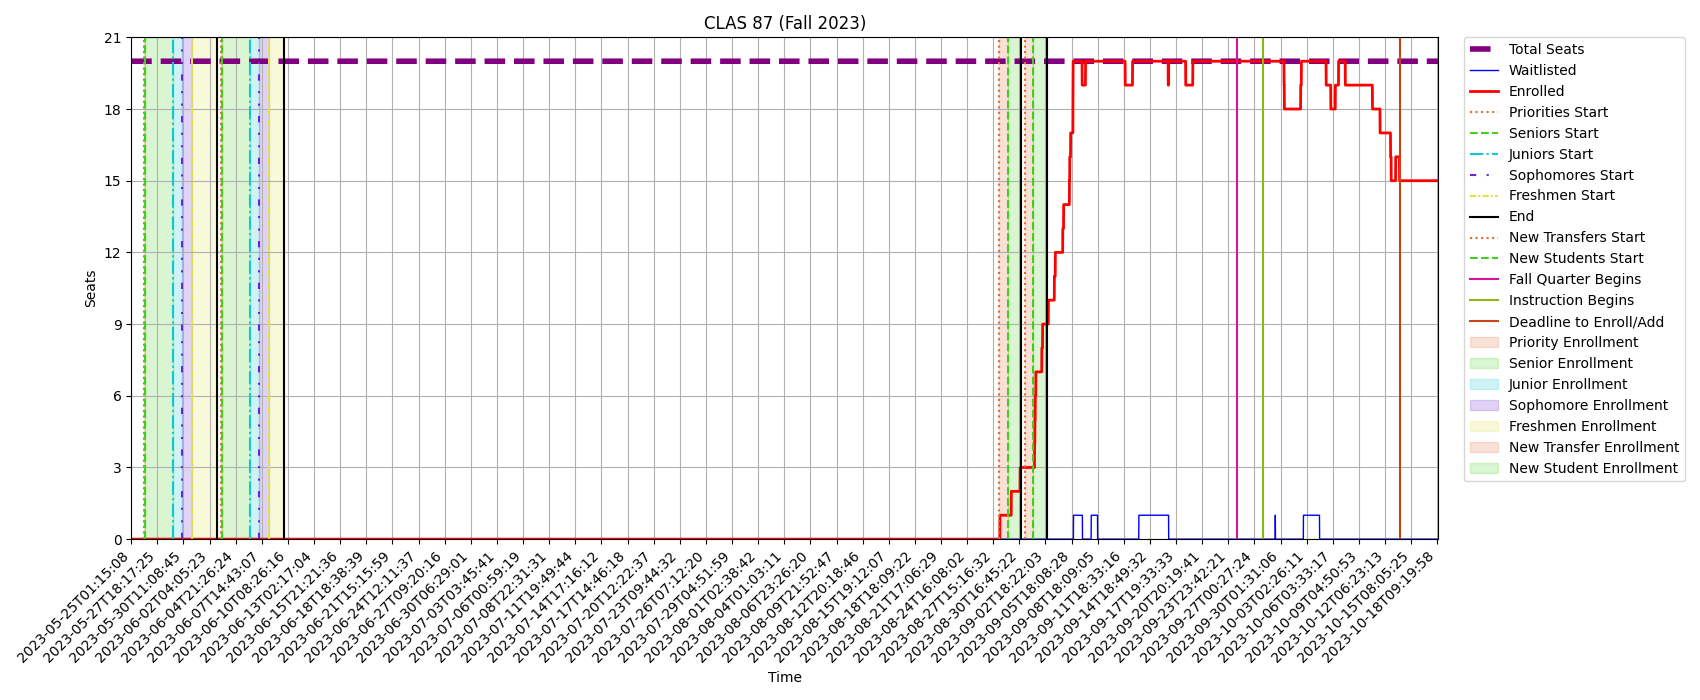 CLAS 87 (Fall 2023)
21
18
15
12
9
6
3
0
Seats
2023-05-25T01:15:08
2023-05-27T18:17:25
2023-05-30T11:08:45
2023-06-02T04:05:23
2023-06-04T21:26:24
2023-06-07T14:43:07
2023-06-10T08:26:16
2023-06-13T02:17:04
2023-06-15T21:21:36
2023-06-18T18:38:39
2023-06-21T15:15:59
2023-06-24T12:11:37
2023-06-27T09:20:16
2023-06-30T06:29:01
2023-07-03T03:45:41
2023-07-06T00:59:19
2023-07-08T22:31:31
2023-07-11T19:49:44
2023-07-14T17:16:12
2023-07-17T14:46:18
2023-07-20T12:22:37
2023-07-23T09:44:32
2023-07-26T07:12:20
2023-07-29T04:51:59
2023-08-01T02:38:42
2023-08-04T01:03:11
2023-08-06T23:26:20
2023-08-09T21:52:47
2023-08-12T20:18:46
2023-08-15T19:12:07
2023-08-18T18:09:22
2023-08-21T17:06:29
2023-08-24T16:08:02
2023-08-27T15:16:32
2023-08-30T16:45:22
2023-09-02T18:22:03
2023-09-05T18:08:28
2023-09-08T18:09:05
2023-09-11T18:33:16
2023-09-14T18:49:32
2023-09-17T19:33:33
2023-09-20T20:19:41
2023-09-23T23:42:21
2023-09-27T00:27:24
2023-09-30T01:31:06
2023-10-03T02:26:11
2023-10-06T03:33:17
2023-10-09T04:50:53
2023-10-12T06:23:13
2023-10-15T08:05:25
2023-10-18T09:19:58
Time
Total Seats
Waitlisted
Enrolled
Priorities Start
Seniors Start
Juniors Start
Sophomores Start
Freshmen Start
End
New Transfers Start
New Students Start
Fall Quarter Begins
Instruction Begins
Deadline to Enroll/Add
Priority Enrollment
Senior Enrollment
Junior Enrollment
Sophomore Enrollment
Freshmen Enrollment
New Transfer Enrollment
New Student Enrollment